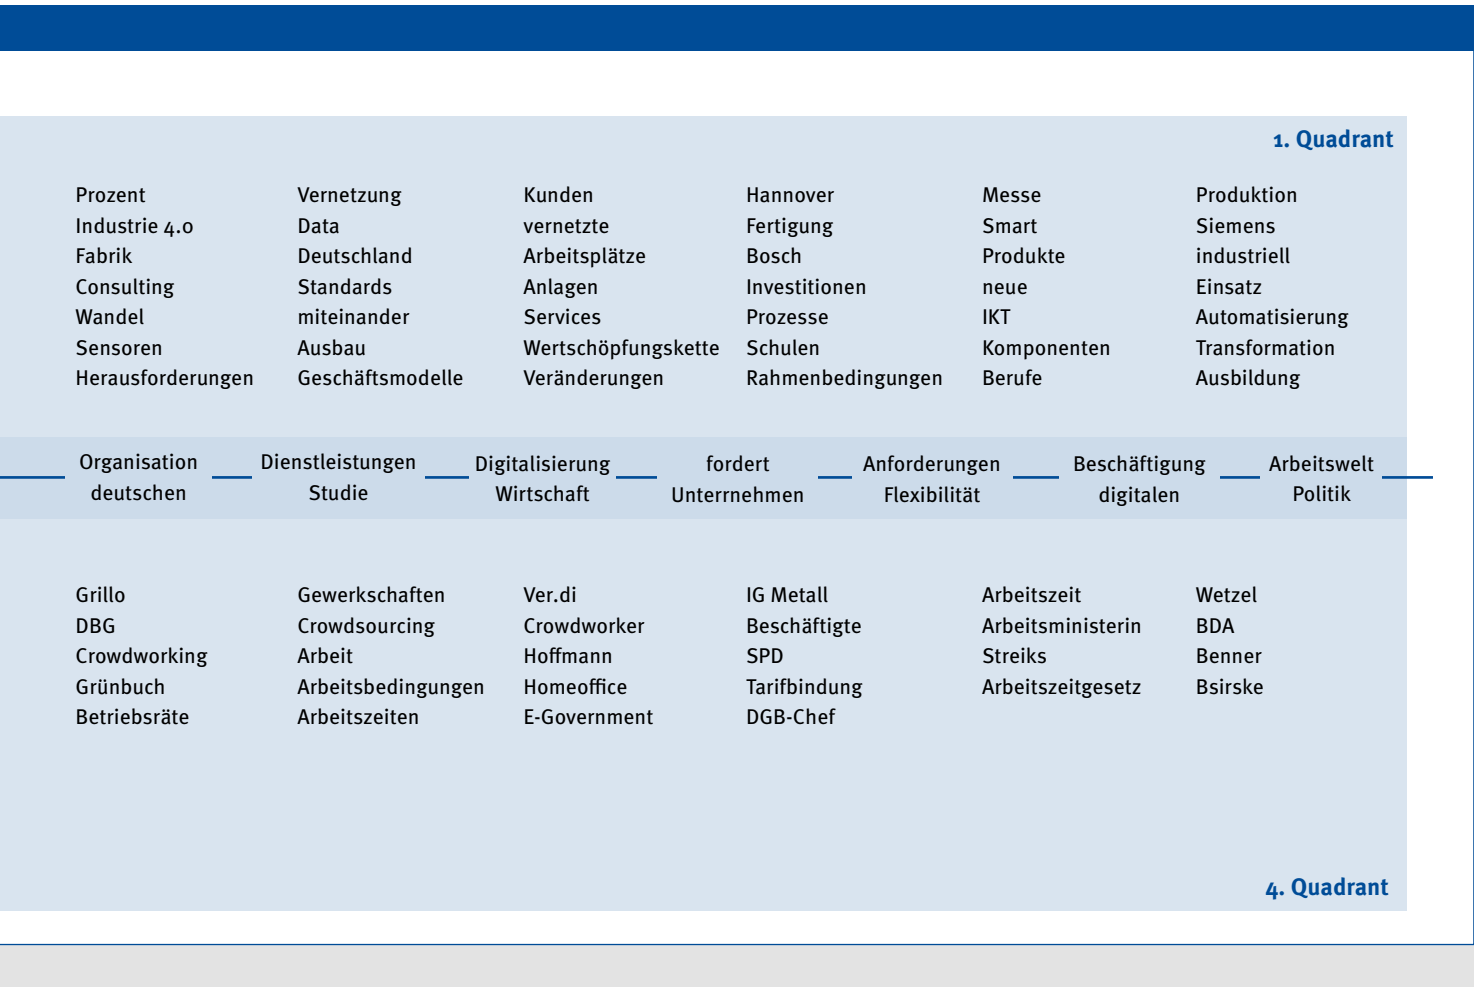 1. Quadrant
Prozent Vernetzung Kunden Hannover Messe Produktion
Industrie 4.0 Data vernetzte Fertigung Smart Siemens
Fabrik Deutschland Arbeitsplätze Bosch Produkte industriell
Consulting Standards Anlagen Investitionen neue Einsatz
Wandel miteinander Services Prozesse IKT Automatisierung
Sensoren Ausbau Wertschöpfungskette Schulen Komponenten Transformation
Herausforderungen Geschäftsmodelle Veränderungen Rahmenbedingungen Berufe Ausbildung
Organisation Dienstleistungen Digitalisierung fordert Anforderungen Beschäftigung Arbeitswelt
deutschen Studie Wirtschaft Unterrnehmen Flexibilität digitalen Politik
Grillo Gewerkschaften Ver.di IG Metall Arbeitszeit Wetzel
DBG Crowdsourcing Crowdworker Beschäftigte Arbeitsministerin BDA
Crowdworking Arbeit Hoffmann SPD Streiks Benner
Grünbuch Arbeitsbedingungen Homeoffice Tarifbindung Arbeitszeitgesetz Bsirske
Betriebsräte Arbeitszeiten E-Government DGB-Chef
4. Quadrant